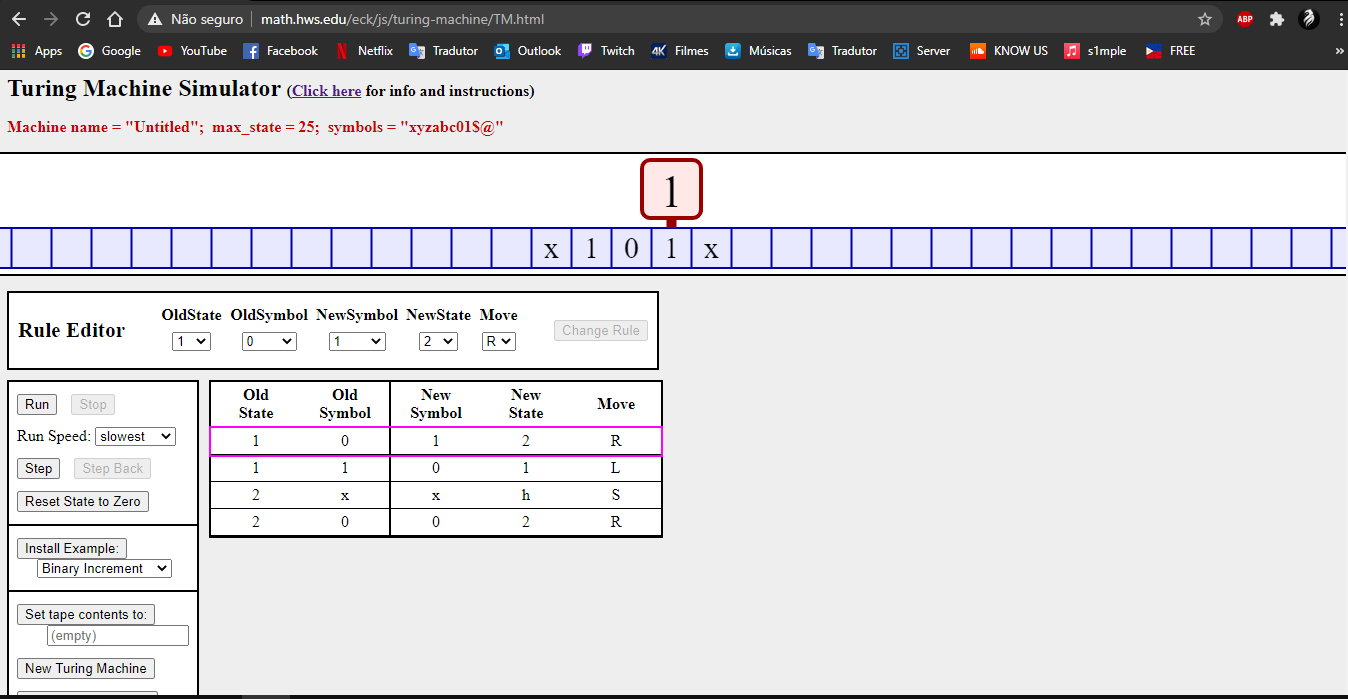 Não seguro | math.hws.edu/eck/js/turing-machine/TM.html ABP
Apps Google YouTube Facebook Netflix Tradutor Outlook Twitch 4K Filmes Músicas Tradutor Server KNOW US s1mple FREE »
Turing Machine Simulator (Click here for info and instructions)
Machine name = "Untitled"; max_state = 25; symbols = "xyzabc01$@"
1
x 1 0 1 x
OldState OldSymbol NewSymbol NewState Move
Rule Editor 1 0 1 2 R Change Rule
Run Stop
Run Speed: slowest
Step Step Back
Reset State to Zero
Install Example:
Binary Increment
Set tape contents to:
(empty)
New Turing Machine
Old Old New New Move
State Symbol Symbol State
1 0 1 2 R
1 1 0 1 L
2 x x h S
2 0 0 2 R